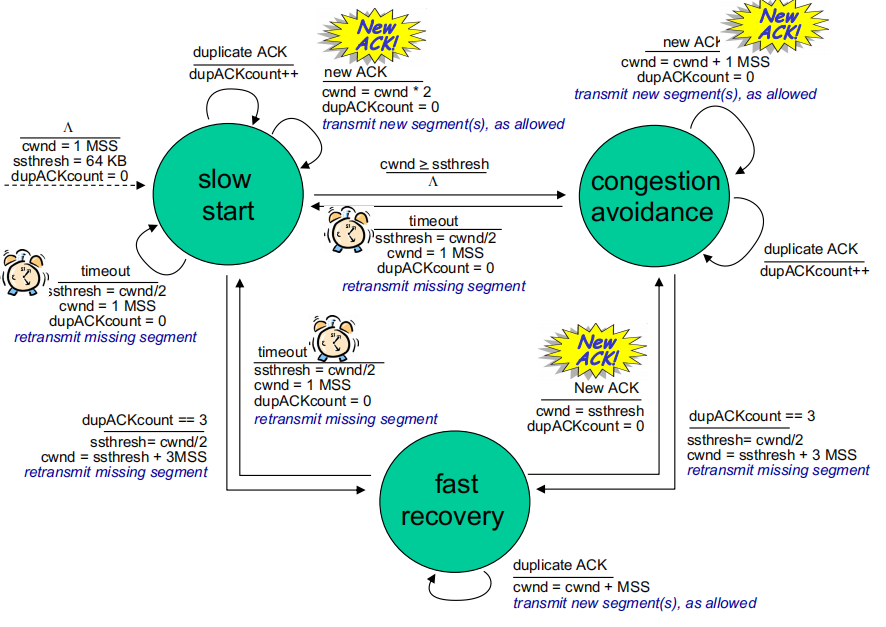 New
ACK!
duplicate ACK
dupACKcount++
new ACK
cwnd = cwnd * 2
dupACKcount = 0
transmit new segment(s), as allowed
New
ACK!
new ACK
cwnd = cwnd + 1 MSS
dupACKcount = 0
transmit new segment(s), as allowed
Λ
cwnd = 1 MSS
ssthresh = 64 KB
dupACKcount = 0
slow
start
cwnd ≥ ssthresh
Λ
congestion
avoidance
timeout
ssthresh = cwnd/2
cwnd = 1 MSS
dupACKcount = 0
retransmit missing segment
duplicate ACK
dupACKcount++
timeout
ssthresh = cwnd/2
cwnd = 1 MSS
dupACKcount = 0
retransmit missing segment
timeout
ssthresh = cwnd/2
cwnd = 1 MSS
dupACKcount = 0
retransmit missing segment
New
ACK!
New ACK
cwnd = ssthresh
dupACKcount = 0
dupACKcount == 3
ssthresh= cwnd/2
cwnd = ssthresh + 3MSS
retransmit missing segment
dupACKcount == 3
ssthresh= cwnd/2
cwnd = ssthresh + 3 MSS
retransmit missing segment
fast
recovery
duplicate ACK
cwnd = cwnd + MSS
transmit new segment(s), as allowed